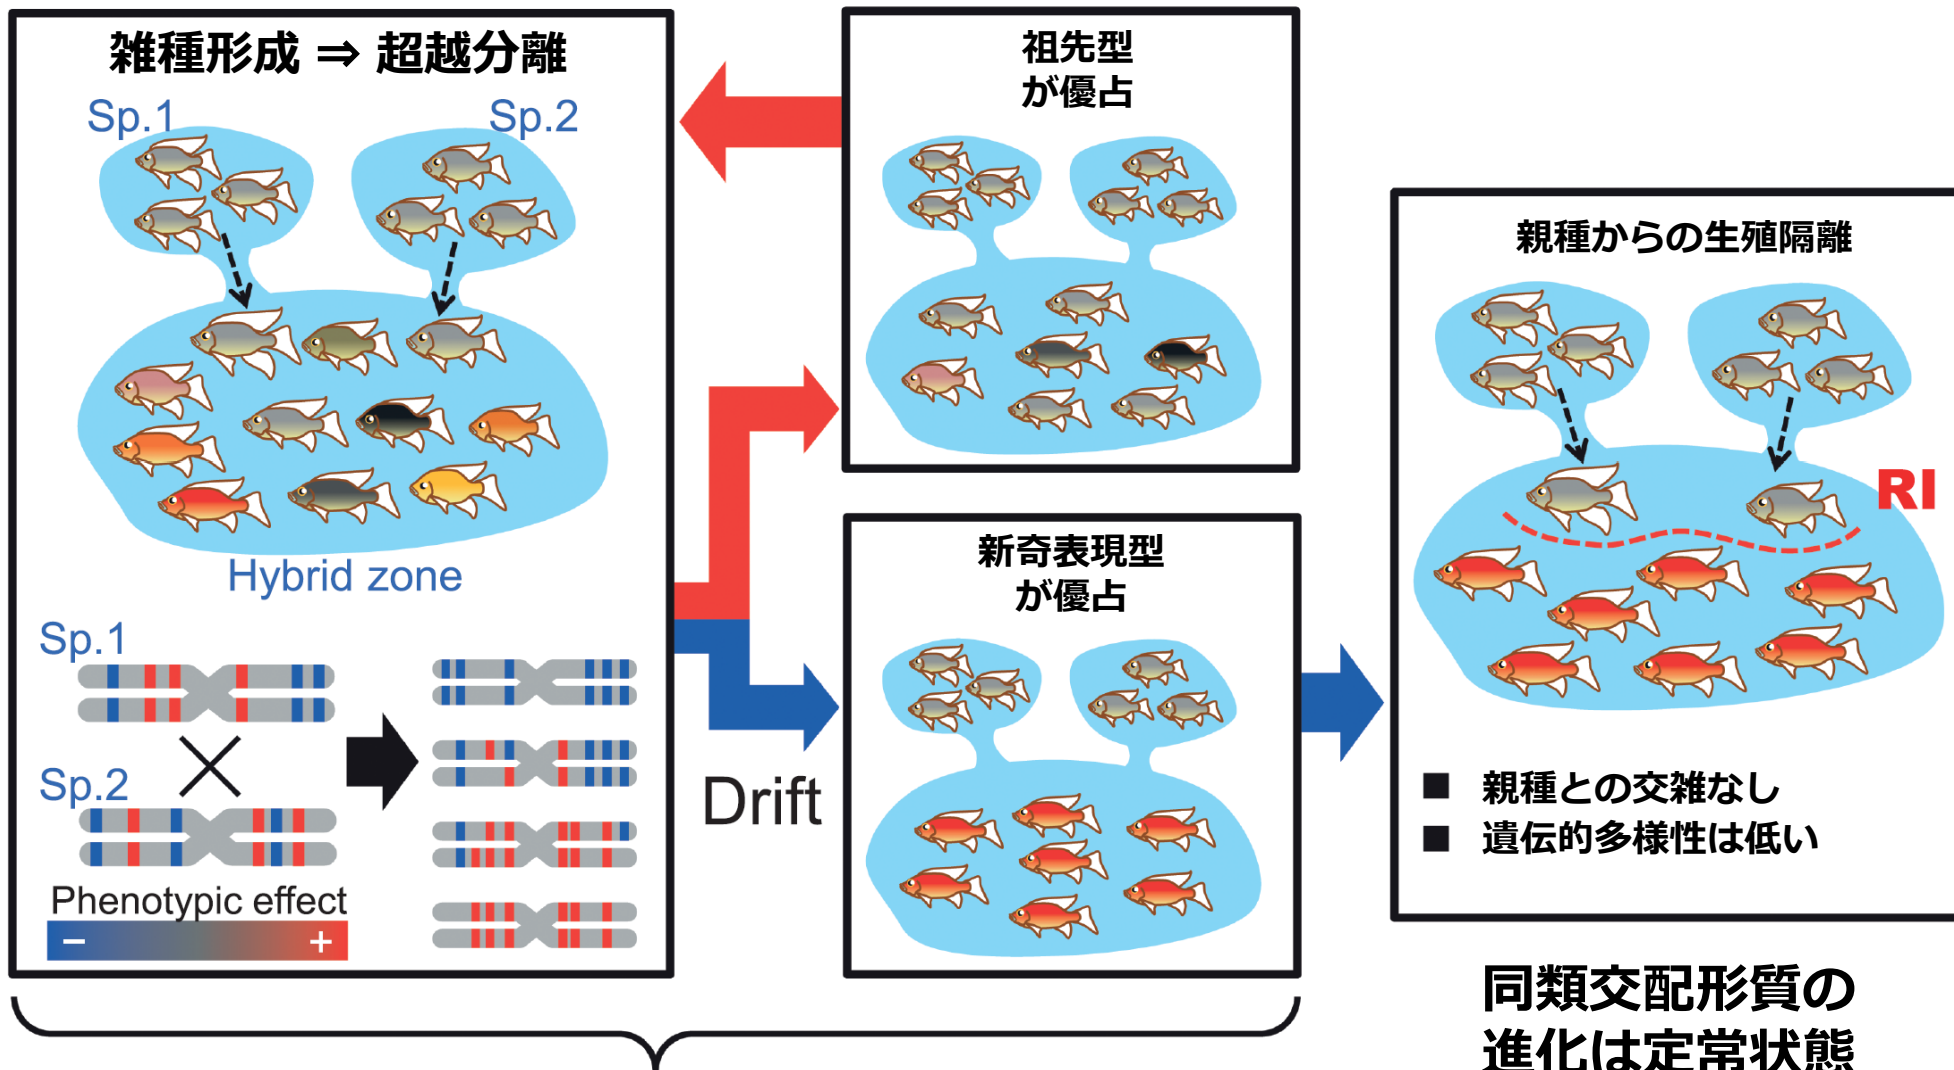 雑種形成 ⇒ 超越分離
Sp.1
Sp.2
Hybrid zone
Sp.1
Sp.2
Phenotypic effect
− +
祖先型
が優占
新奇表現型
が優占
Drift
親種からの生殖隔離
RI
■ 親種との交雑なし
■ 遺伝的多様性は低い
同類交配形質の
進化は定常状態